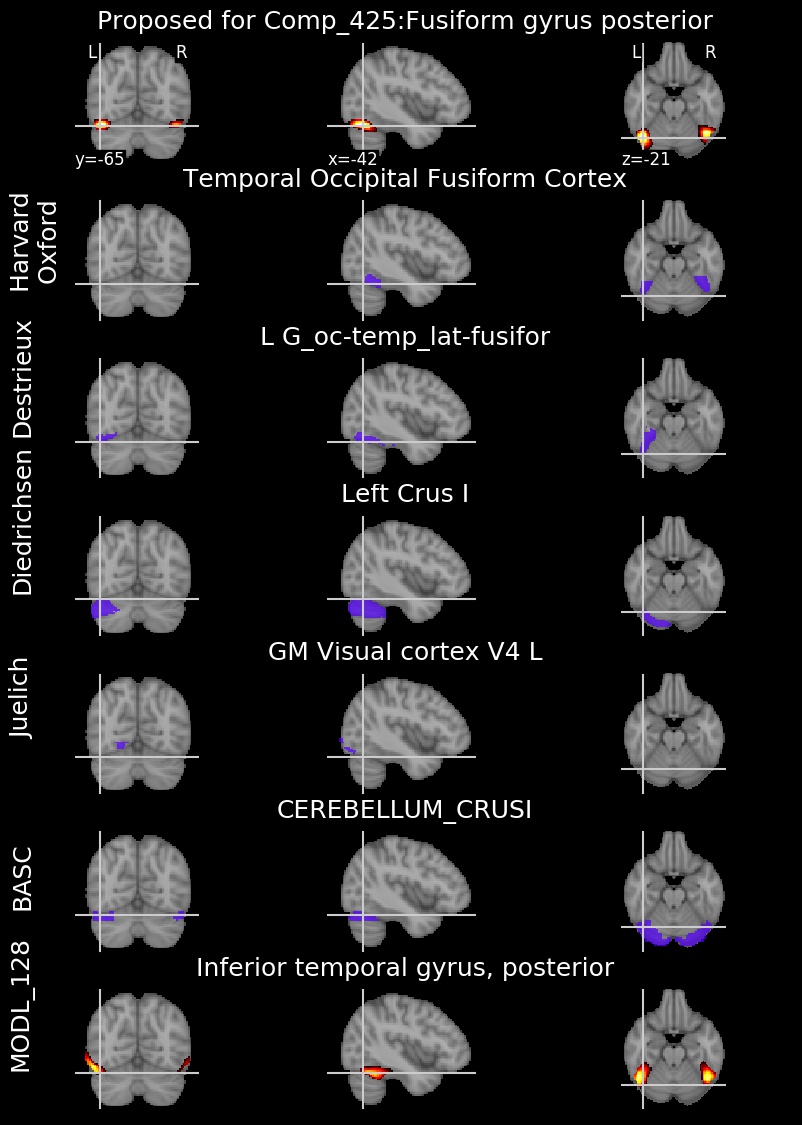 Proposed for Comp_425:Fusiform gyrus posterior
L R L R
y=-65 x=-42 z=-21
Temporal Occipital Fusiform Cortex
Harvard
Oxford
L G_oc-temp_lat-fusifor
Destrieux
Left Crus I
Diedrichsen
GM Visual cortex V4 L
Juelich
CEREBELLUM_CRUSI
BASC
Inferior temporal gyrus, posterior
MODL_128